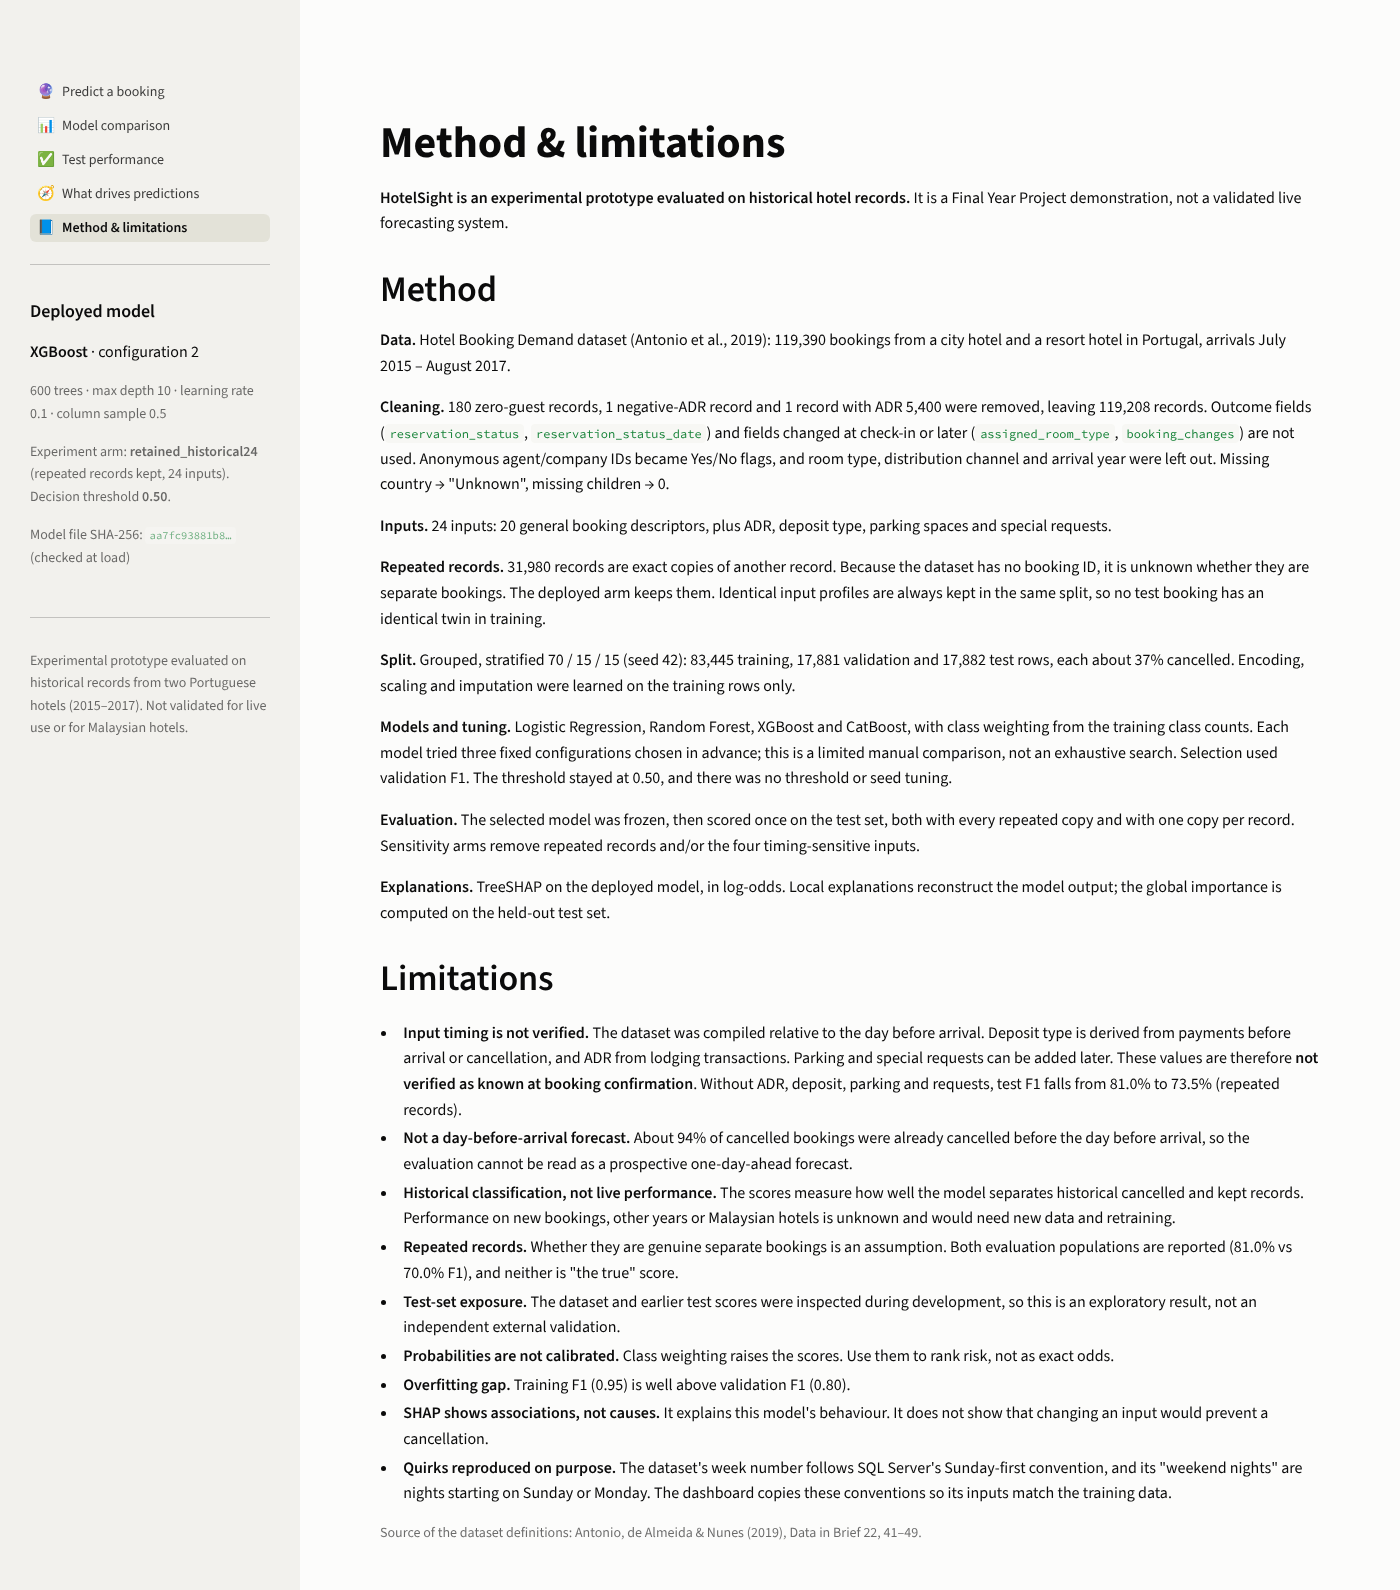 Predict a booking
Model comparison
Test performance
What drives predictions
Method & limitations
Deployed model
XGBoost · configuration 2
600 trees · max depth 10 · learning rate
0.1 · column sample 0.5
Experiment arm: retained_historical24
(repeated records kept, 24 inputs).
Decision threshold 0.50.
Model file SHA-256: aa7fc93881b8…
(checked at load)
Experimental prototype evaluated on
historical records from two Portuguese
hotels (2015–2017). Not validated for live
use or for Malaysian hotels.
Method & limitations
HotelSight is an experimental prototype evaluated on historical hotel records. It is a Final Year Project demonstration, not a validated live
forecasting system.
Method
Data. Hotel Booking Demand dataset (Antonio et al., 2019): 119,390 bookings from a city hotel and a resort hotel in Portugal, arrivals July
2015 – August 2017.
Cleaning. 180 zero-guest records, 1 negative-ADR record and 1 record with ADR 5,400 were removed, leaving 119,208 records. Outcome fields
( reservation_status , reservation_status_date ) and fields changed at check-in or later ( assigned_room_type , booking_changes ) are not
used. Anonymous agent/company IDs became Yes/No flags, and room type, distribution channel and arrival year were left out. Missing
country → "Unknown", missing children → 0.
Inputs. 24 inputs: 20 general booking descriptors, plus ADR, deposit type, parking spaces and special requests.
Repeated records. 31,980 records are exact copies of another record. Because the dataset has no booking ID, it is unknown whether they are
separate bookings. The deployed arm keeps them. Identical input profiles are always kept in the same split, so no test booking has an
identical twin in training.
Split. Grouped, stratified 70 / 15 / 15 (seed 42): 83,445 training, 17,881 validation and 17,882 test rows, each about 37% cancelled. Encoding,
scaling and imputation were learned on the training rows only.
Models and tuning. Logistic Regression, Random Forest, XGBoost and CatBoost, with class weighting from the training class counts. Each
model tried three fixed configurations chosen in advance; this is a limited manual comparison, not an exhaustive search. Selection used
validation F1. The threshold stayed at 0.50, and there was no threshold or seed tuning.
Evaluation. The selected model was frozen, then scored once on the test set, both with every repeated copy and with one copy per record.
Sensitivity arms remove repeated records and/or the four timing-sensitive inputs.
Explanations. TreeSHAP on the deployed model, in log-odds. Local explanations reconstruct the model output; the global importance is
computed on the held-out test set.
Limitations
• Input timing is not verified. The dataset was compiled relative to the day before arrival. Deposit type is derived from payments before
arrival or cancellation, and ADR from lodging transactions. Parking and special requests can be added later. These values are therefore not
verified as known at booking confirmation. Without ADR, deposit, parking and requests, test F1 falls from 81.0% to 73.5% (repeated
records).
• Not a day-before-arrival forecast. About 94% of cancelled bookings were already cancelled before the day before arrival, so the
evaluation cannot be read as a prospective one-day-ahead forecast.
• Historical classification, not live performance. The scores measure how well the model separates historical cancelled and kept records.
Performance on new bookings, other years or Malaysian hotels is unknown and would need new data and retraining.
• Repeated records. Whether they are genuine separate bookings is an assumption. Both evaluation populations are reported (81.0% vs
70.0% F1), and neither is "the true" score.
• Test-set exposure. The dataset and earlier test scores were inspected during development, so this is an exploratory result, not an
independent external validation.
• Probabilities are not calibrated. Class weighting raises the scores. Use them to rank risk, not as exact odds.
• Overfitting gap. Training F1 (0.95) is well above validation F1 (0.80).
• SHAP shows associations, not causes. It explains this model's behaviour. It does not show that changing an input would prevent a
cancellation.
• Quirks reproduced on purpose. The dataset's week number follows SQL Server's Sunday-first convention, and its "weekend nights" are
nights starting on Sunday or Monday. The dashboard copies these conventions so its inputs match the training data.
Source of the dataset definitions: Antonio, de Almeida & Nunes (2019), Data in Brief 22, 41–49.